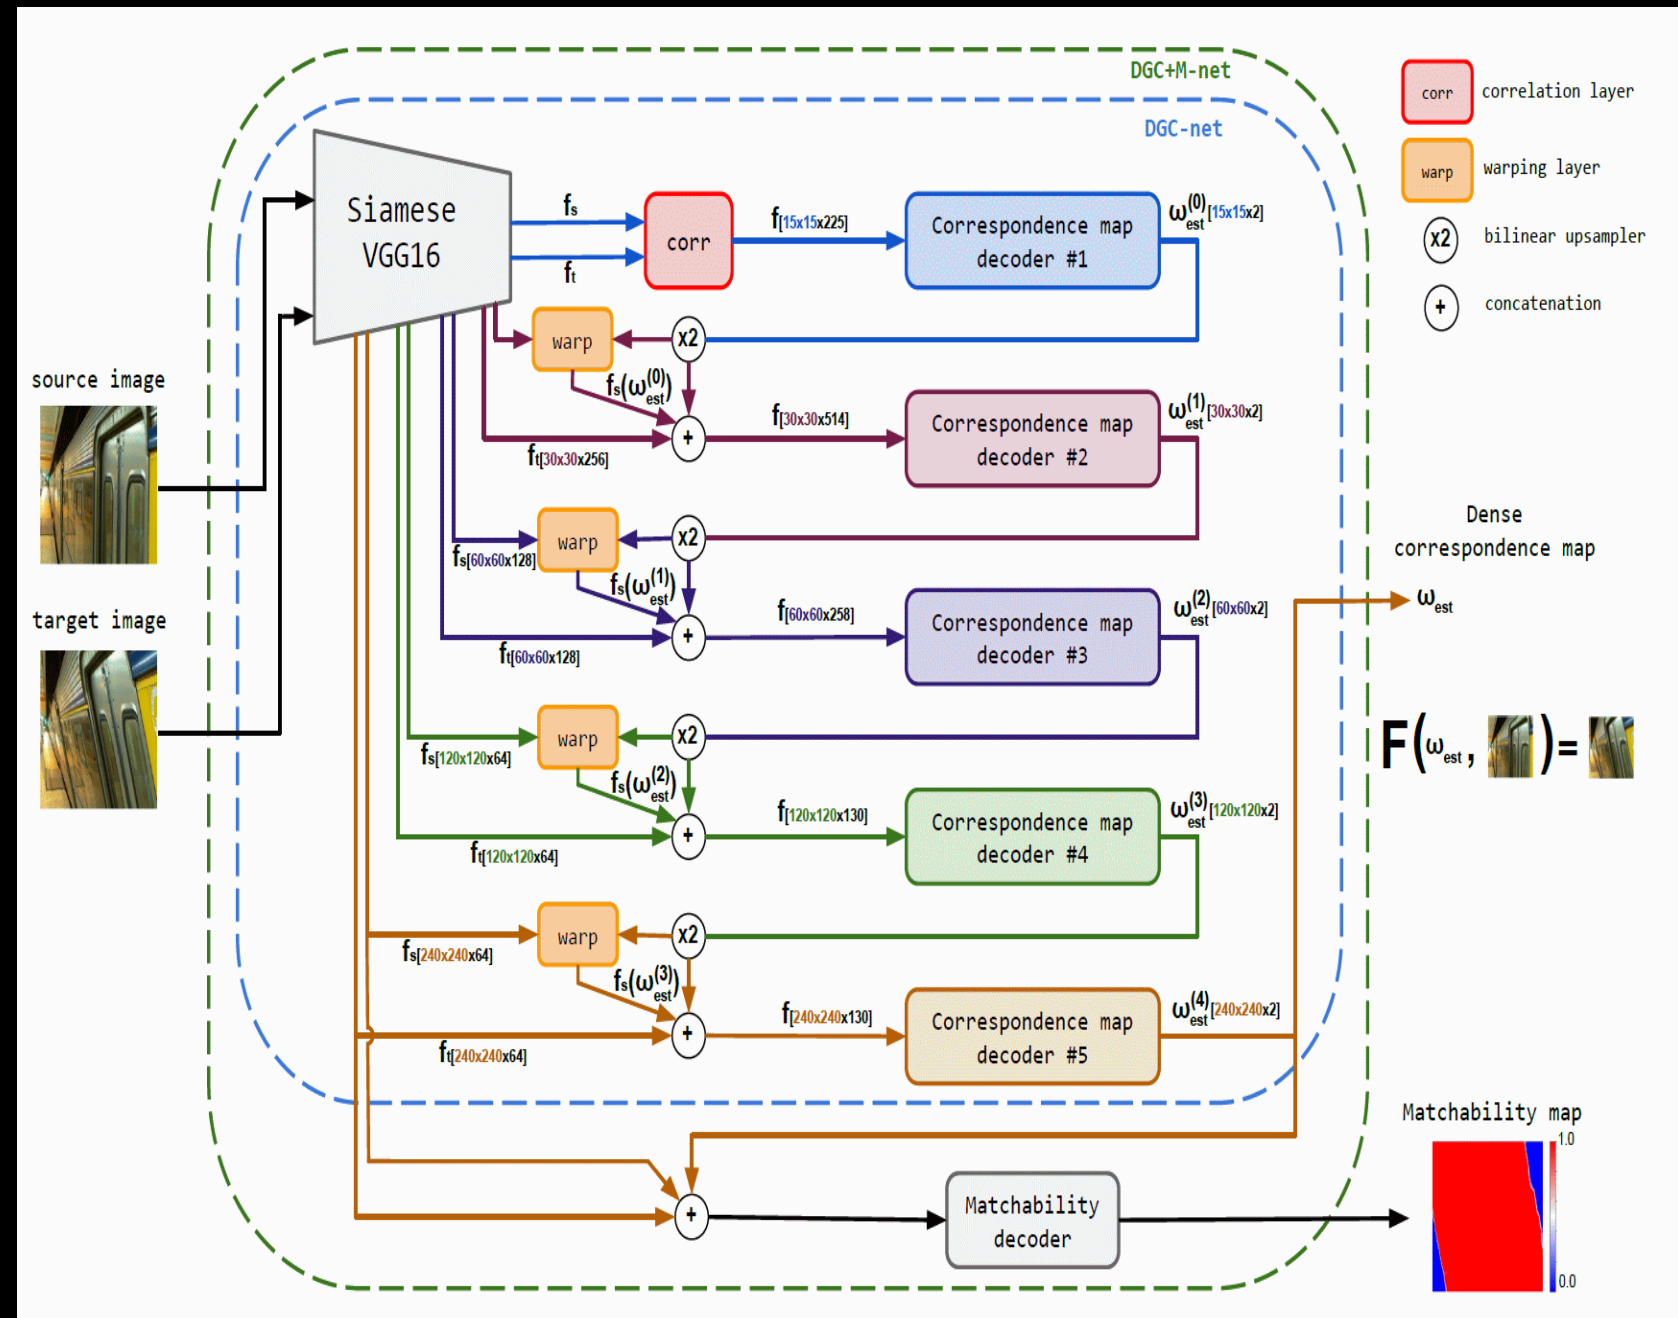 DGC+M-net
DGC-net
corr
correlation layer
warp
warping layer
x2
bilinear upsampler
+
concatenation
Siamese
VGG16
fs
ft
corr
f[15x15x225]
Correspondence map
decoder #1
ω(0)est[15x15x2]
warp
x2
fs(ω(0)est)
+
ft[30x30x256]
f[30x30x514]
Correspondence map
decoder #2
ω(1)est[30x30x2]
fs[60x60x128]
warp
x2
fs(ω(1)est)
+
ft[60x60x128]
f[60x60x258]
Correspondence map
decoder #3
ω(2)est[60x60x2]
fs[120x120x64]
warp
x2
fs(ω(2)est)
+
ft[120x120x64]
f[120x120x130]
Correspondence map
decoder #4
ω(3)est[120x120x2]
fs[240x240x64]
warp
x2
fs(ω(3)est)
+
ft[240x240x64]
f[240x240x130]
Correspondence map
decoder #5
ω(4)est[240x240x2]
source image
target image
Dense
correspondence map
ωest
F(ωest, ) =
+
Matchability
decoder
Matchability map
1.0
0.0